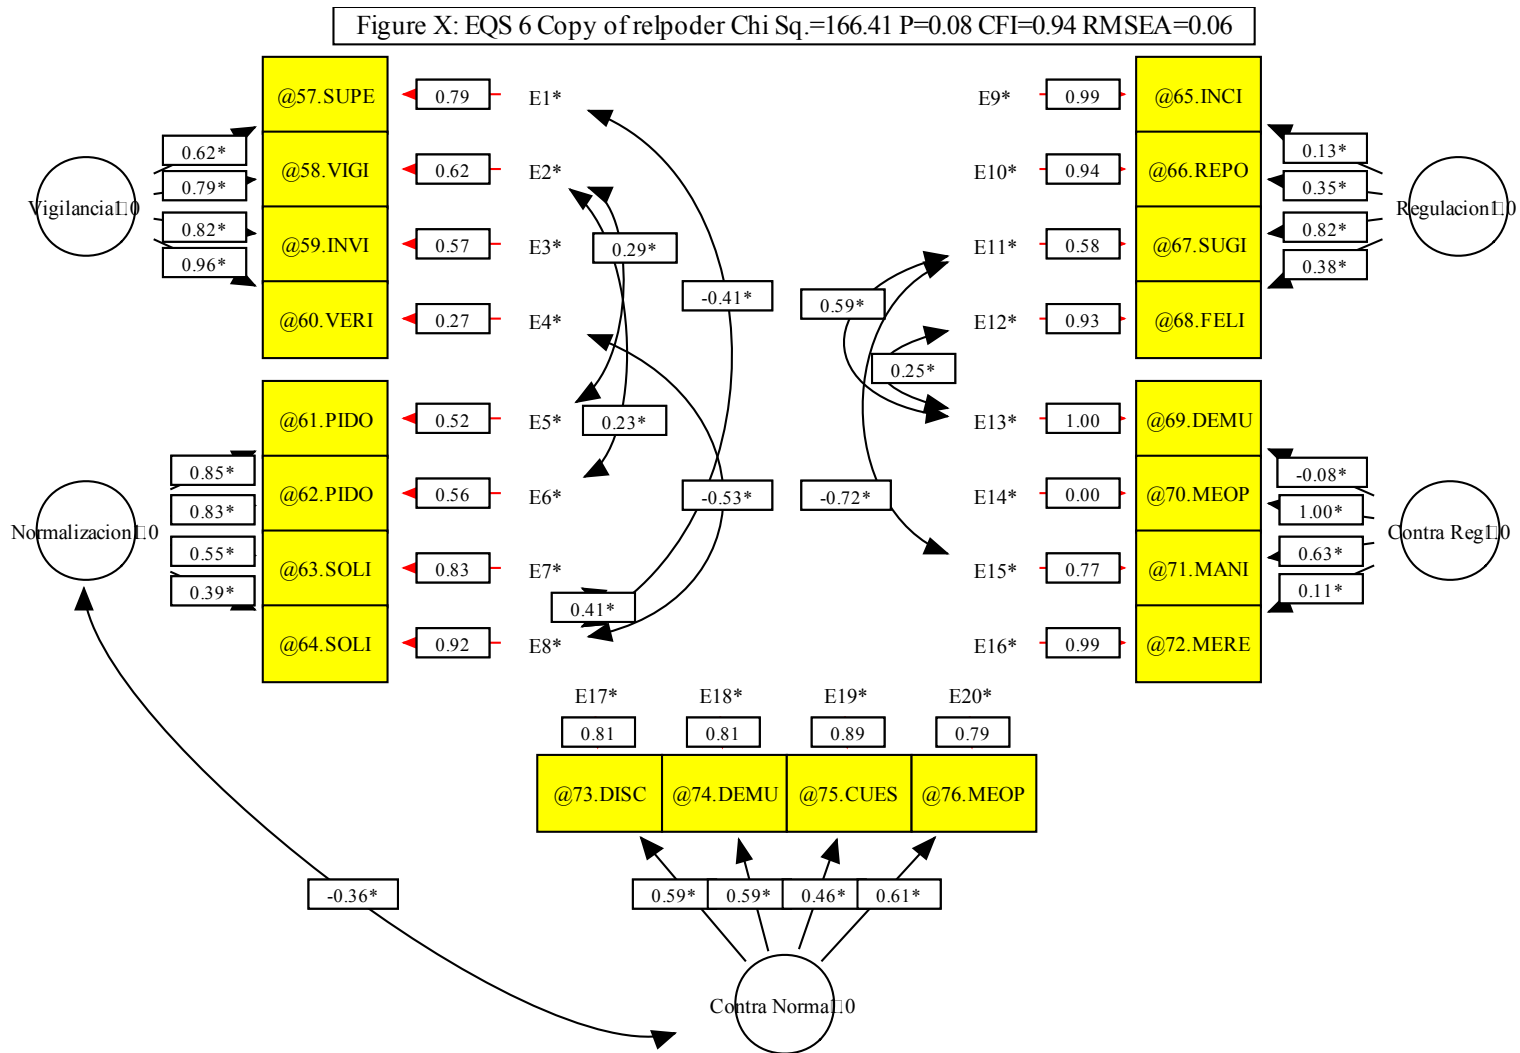 Figure X: EQS 6 Copy of relpoder Chi Sq.=166.41 P=0.08 CFI=0.94 RMSEA=0.06
@57.SUPE
0.79
E1*
E9*
0.99
@65.INCI
0.62*
0.13*
@58.VIGI
0.62
E2*
E10*
0.94
@66.REPO
0.79*
0.35*
Vigilancia1□0
Regulacion1□0
0.82*
0.82*
@59.INVI
0.57
E3*
0.29*
E11*
0.58
@67.SUGI
0.96*
0.38*
-0.41*
0.59*
@60.VERI
0.27
E4*
E12*
0.93
@68.FELI
0.25*
@61.PIDO
0.52
E5*
0.23*
E13*
1.00
@69.DEMU
0.85*
-0.08*
@62.PIDO
0.56
E6*
-0.53*
-0.72*
E14*
0.00
@70.MEOP
0.83*
1.00*
Normalizacion1□0
Contra Reg1□0
0.55*
0.63*
@63.SOLI
0.83
E7*
E15*
0.77
@71.MANI
0.39*
0.11*
0.41*
@64.SOLI
0.92
E8*
E16*
0.99
@72.MERE
E17*
E18*
E19*
E20*
0.81
0.81
0.89
0.79
@73.DISC
@74.DEMU
@75.CUES
@76.MEOP
-0.36*
0.59*
0.59*
0.46*
0.61*
Contra Norma□0